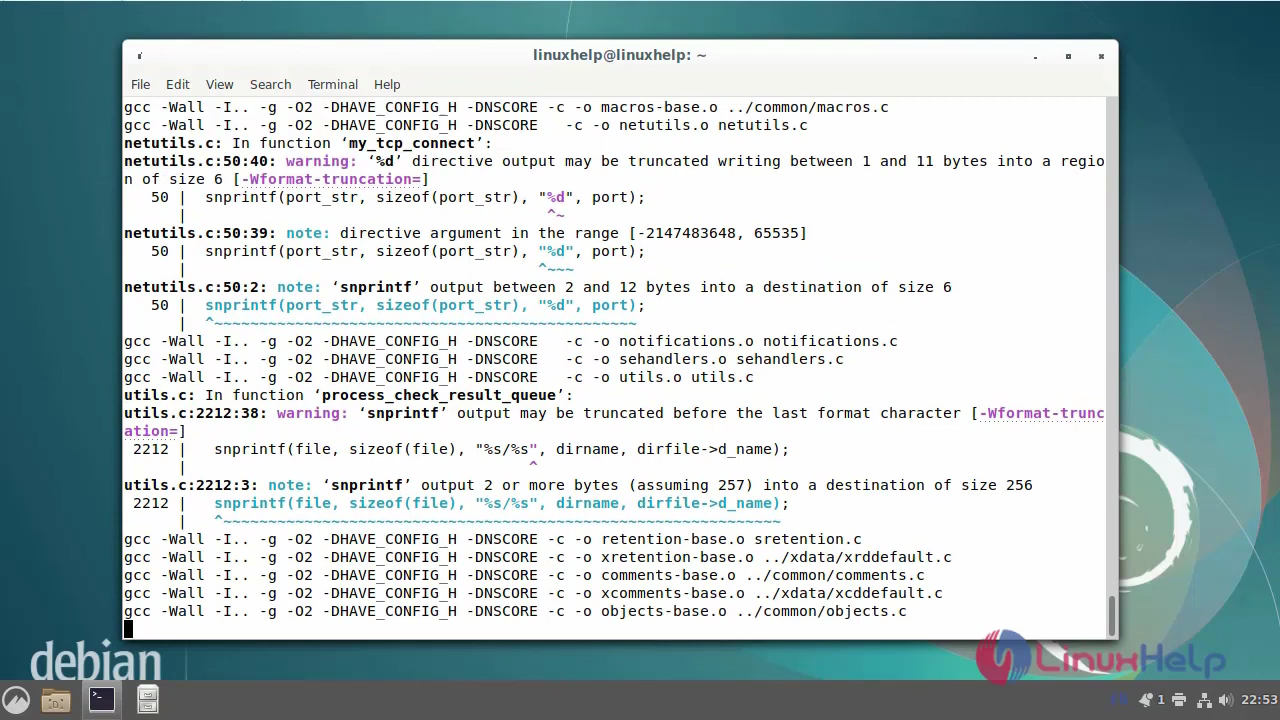 linuxhelp@linuxhelp: ~
File Edit View Search Terminal Help
gcc -Wall -I.. -g -O2 -DHAVE_CONFIG_H -DNSCORE -c -o macros-base.o ../common/macros.c
gcc -Wall -I.. -g -O2 -DHAVE_CONFIG_H -DNSCORE   -c -o netutils.o netutils.c
netutils.c: In function ‘my_tcp_connect’:
netutils.c:50:40: warning: ‘%d’ directive output may be truncated writing between 1 and 11 bytes into a regio
n of size 6 [-Wformat-truncation=]
   50 |  snprintf(port_str, sizeof(port_str), "%d", port);
      |                                        ^~
netutils.c:50:39: note: directive argument in the range [-2147483648, 65535]
   50 |  snprintf(port_str, sizeof(port_str), "%d", port);
      |                                       ^~~~
netutils.c:50:2: note: ‘snprintf’ output between 2 and 12 bytes into a destination of size 6
   50 |  snprintf(port_str, sizeof(port_str), "%d", port);
      |  ^~~~~~~~~~~~~~~~~~~~~~~~~~~~~~~~~~~~~~~~~~~~~~~~
gcc -Wall -I.. -g -O2 -DHAVE_CONFIG_H -DNSCORE   -c -o notifications.o notifications.c
gcc -Wall -I.. -g -O2 -DHAVE_CONFIG_H -DNSCORE   -c -o sehandlers.o sehandlers.c
gcc -Wall -I.. -g -O2 -DHAVE_CONFIG_H -DNSCORE   -c -o utils.o utils.c
utils.c: In function ‘process_check_result_queue’:
utils.c:2212:38: warning: ‘snprintf’ output may be truncated before the last format character [-Wformat-trunc
ation=]
 2212 |   snprintf(file, sizeof(file), "%s/%s", dirname, dirfile->d_name);
      |                                      ^
utils.c:2212:3: note: ‘snprintf’ output 2 or more bytes (assuming 257) into a destination of size 256
 2212 |   snprintf(file, sizeof(file), "%s/%s", dirname, dirfile->d_name);
      |   ^~~~~~~~~~~~~~~~~~~~~~~~~~~~~~~~~~~~~~~~~~~~~~~~~~~~~~~~~~~~~~~
gcc -Wall -I.. -g -O2 -DHAVE_CONFIG_H -DNSCORE -c -o retention-base.o sretention.c
gcc -Wall -I.. -g -O2 -DHAVE_CONFIG_H -DNSCORE -c -o xretention-base.o ../xdata/xrddefault.c
gcc -Wall -I.. -g -O2 -DHAVE_CONFIG_H -DNSCORE -c -o comments-base.o ../common/comments.c
gcc -Wall -I.. -g -O2 -DHAVE_CONFIG_H -DNSCORE -c -o xcomments-base.o ../xdata/xcddefault.c
gcc -Wall -I.. -g -O2 -DHAVE_CONFIG_H -DNSCORE -c -o objects-base.o ../common/objects.c
debian
LinuxHelp
1 22:53